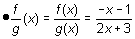 • f/g (x) = f(x)/g(x) = (−x − 1)/(2x + 3)